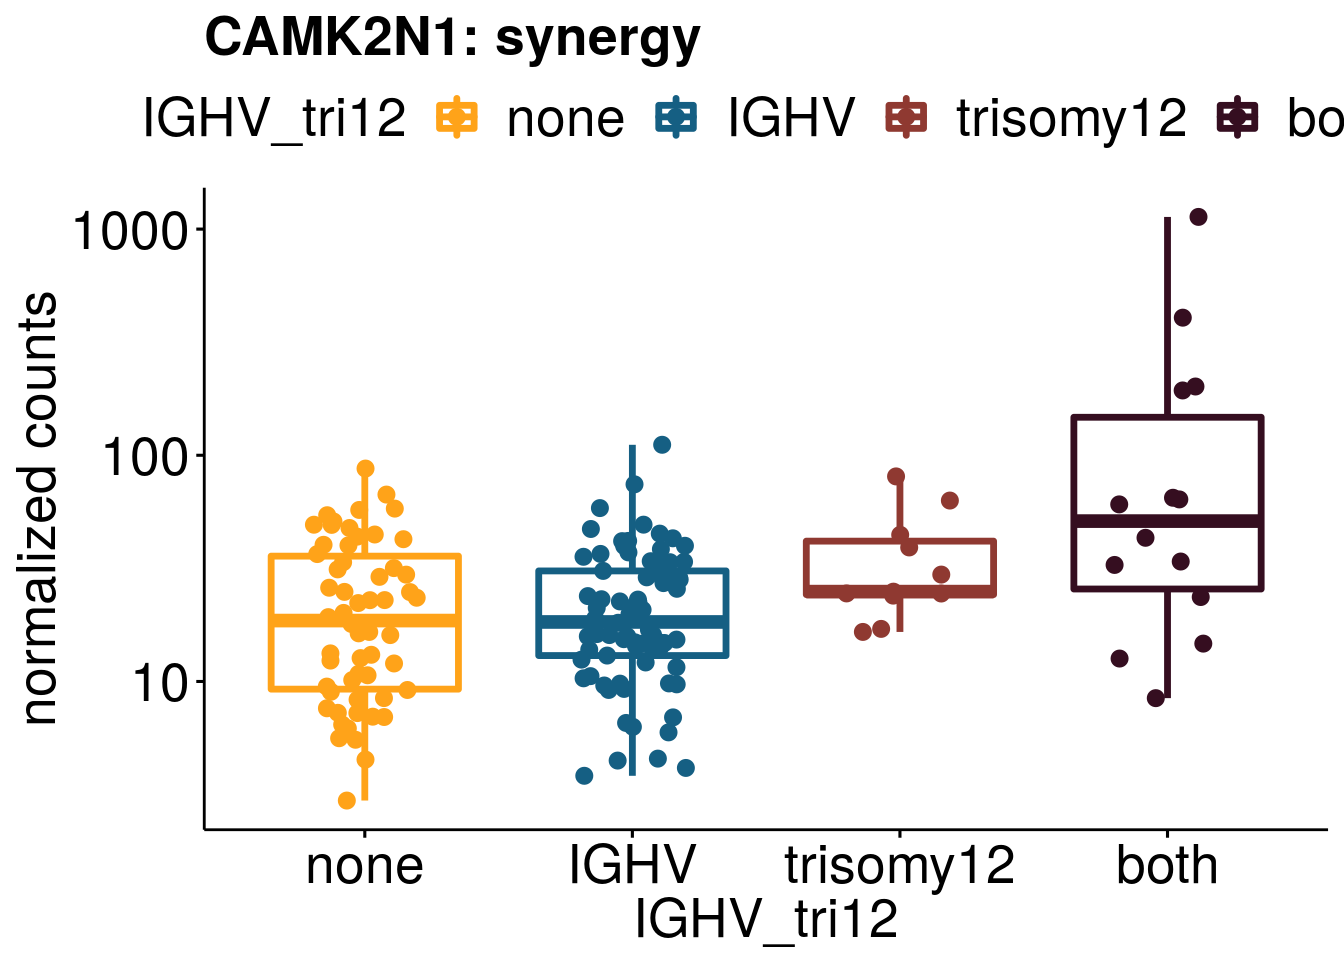 CAMK2N1: synergy
IGHV_tri12 none IGHV trisomy12 bo
1000
100
10
normalized counts
none IGHV trisomy12 both
IGHV_tri12